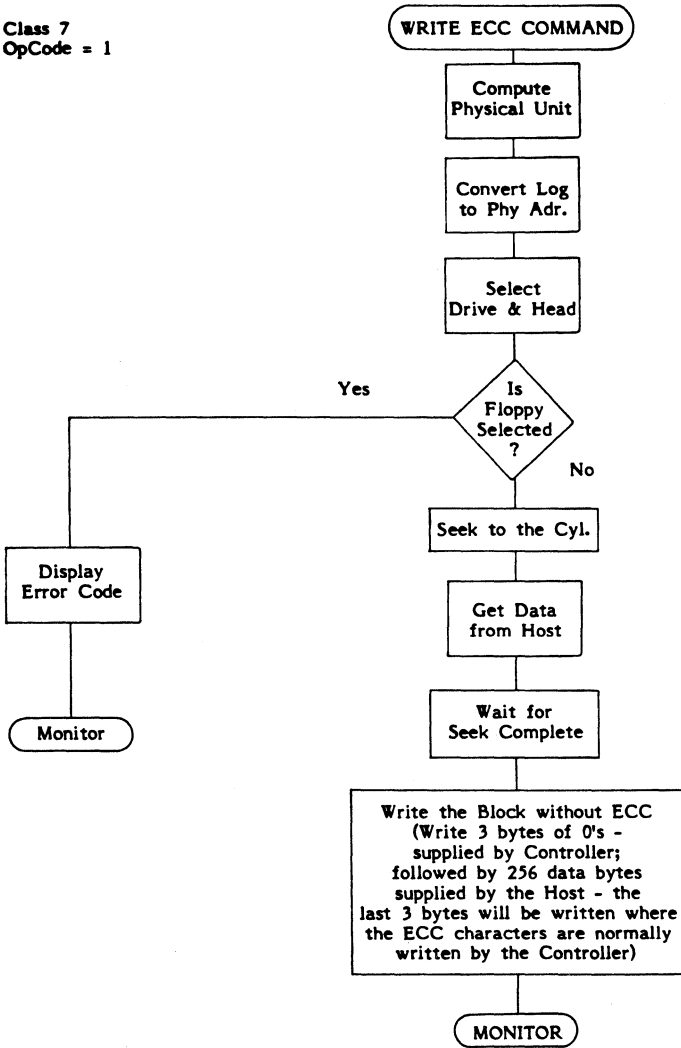 Class 7
OpCode = 1
WRITE ECC COMMAND
Compute
Physical Unit
Convert Log
to Phy Adr.
Select
Drive & Head
Yes
Is
Floppy
Selected
?
No
Seek to the Cyl.
Display
Error Code
Get Data
from Host
Monitor
Wait for
Seek Complete
Write the Block without ECC
(Write 3 bytes of 0's -
supplied by Controller;
followed by 256 data bytes
supplied by the Host - the
last 3 bytes will be written where
the ECC characters are normally
written by the Controller)
MONITOR